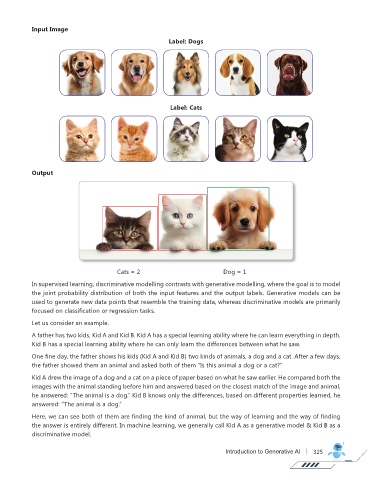 Input Image
Label: Dogs
Label: Cats
Output
Cats = 2 Dog = 1
In supervised learning, discriminative modelling contrasts with generative modelling, where the goal is to model
the joint probability distribution of both the input features and the output labels. Generative models can be
used to generate new data points that resemble the training data, whereas discriminative models are primarily
focused on classification or regression tasks.
Let us consider an example.
A father has two kids, Kid A and Kid B. Kid A has a special learning ability where he can learn everything in depth.
Kid B has a special learning ability where he can only learn the differences between what he saw.
One fine day, the father shows his kids (Kid A and Kid B) two kinds of animals, a dog and a cat. After a few days,
the father showed them an animal and asked both of them "Is this animal a dog or a cat?"
Kid A drew the image of a dog and a cat on a piece of paper based on what he saw earlier. He compared both the
images with the animal standing before him and answered based on the closest match of the image and animal,
he answered: "The animal is a dog." Kid B knows only the differences, based on different properties learned, he
answered: "The animal is a dog."
Here, we can see both of them are finding the kind of animal, but the way of learning and the way of finding
the answer is entirely different. In machine learning, we generally call Kid A as a generative model & Kid B as a
discriminative model.
Introduction to Generative AI | 325